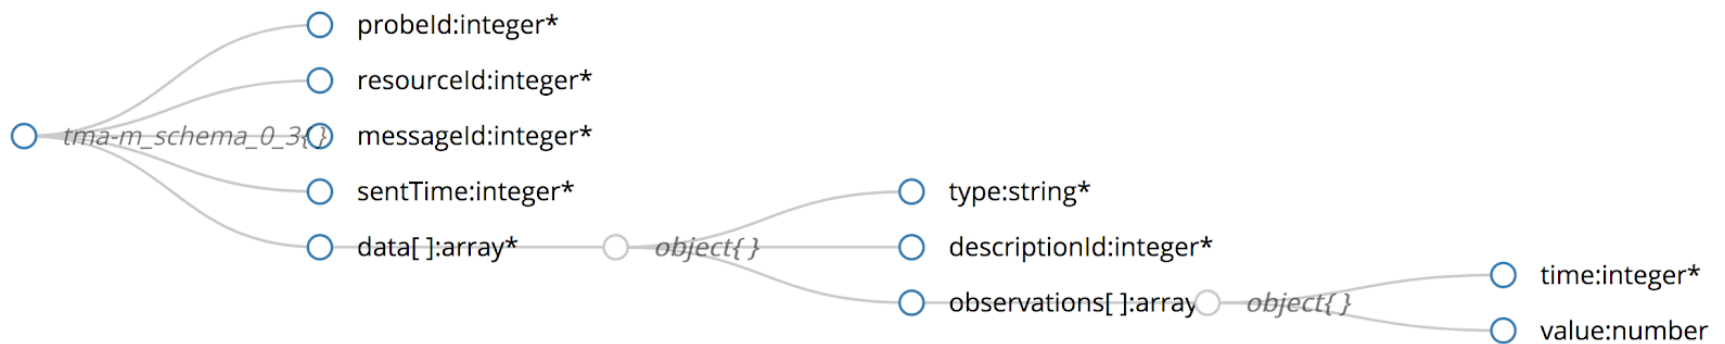 probeId:integer*
resourceId:integer*
tma-m_schema_0_3{ }
messageId:integer*
sentTime:integer*
type:string*
data[ ]:array*
object{ }
descriptionId:integer*
observations[ ]:array
object{ }
time:integer*
value:number